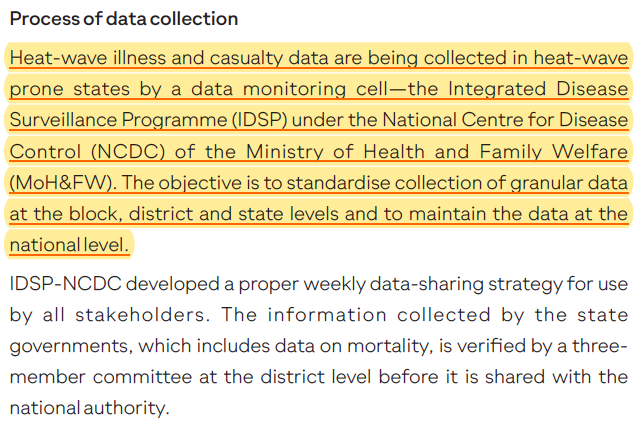 Process of data collection
Heat-wave illness and casualty data are being collected in heat-wave
prone states by a data monitoring cell—the Integrated Disease
Surveillance Programme (IDSP) under the National Centre for Disease
Control (NCDC) of the Ministry of Health and Family Welfare
(MoH&FW). The objective is to standardise collection of granular data
at the block, district and state levels and to maintain the data at the
national level.
IDSP-NCDC developed a proper weekly data-sharing strategy for use
by all stakeholders. The information collected by the state
governments, which includes data on mortality, is verified by a three-
member committee at the district level before it is shared with the
national authority.